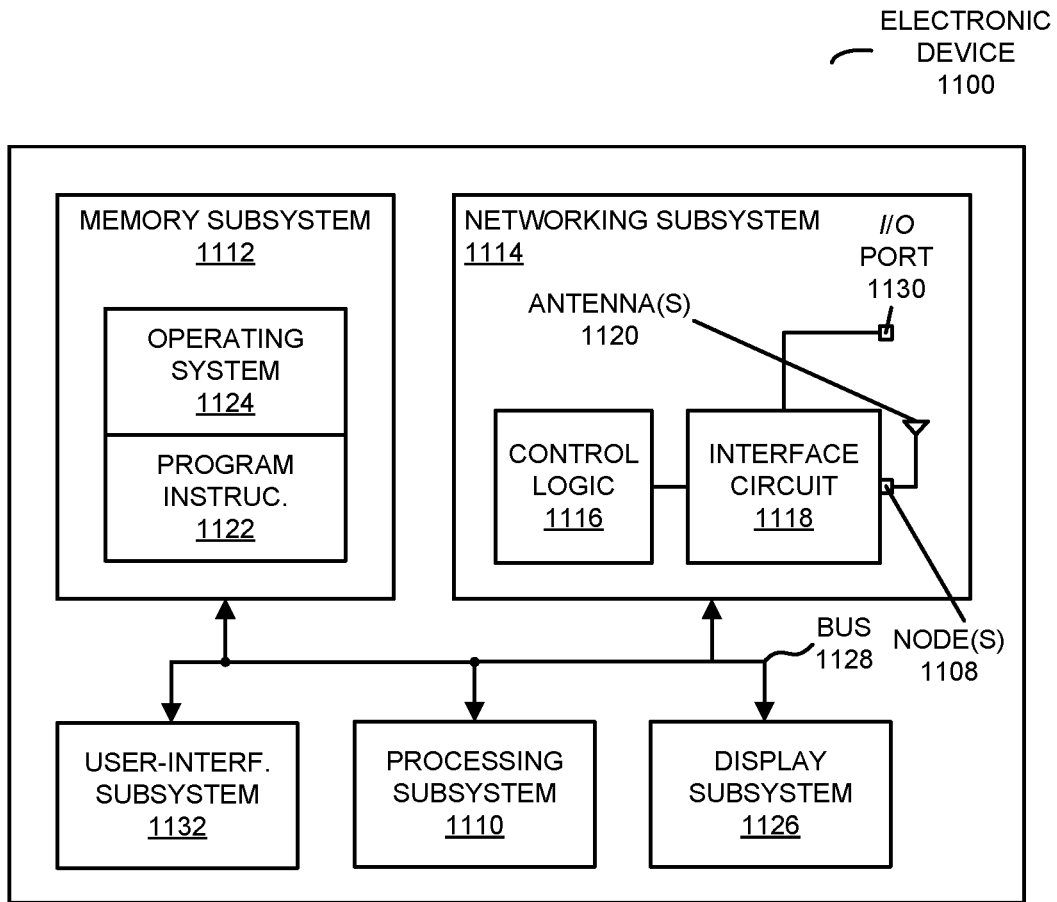 ELECTRONIC
DEVICE
1100
MEMORY SUBSYSTEM
1112
OPERATING
SYSTEM
1124
PROGRAM
INSTRUC.
1122
NETWORKING SUBSYSTEM
1114
I/O
PORT
1130
ANTENNA(S)
1120
CONTROL
LOGIC
1116
INTERFACE
CIRCUIT
1118
BUS
1128
NODE(S)
1108
USER-INTERF.
SUBSYSTEM
1132
PROCESSING
SUBSYSTEM
1110
DISPLAY
SUBSYSTEM
1126